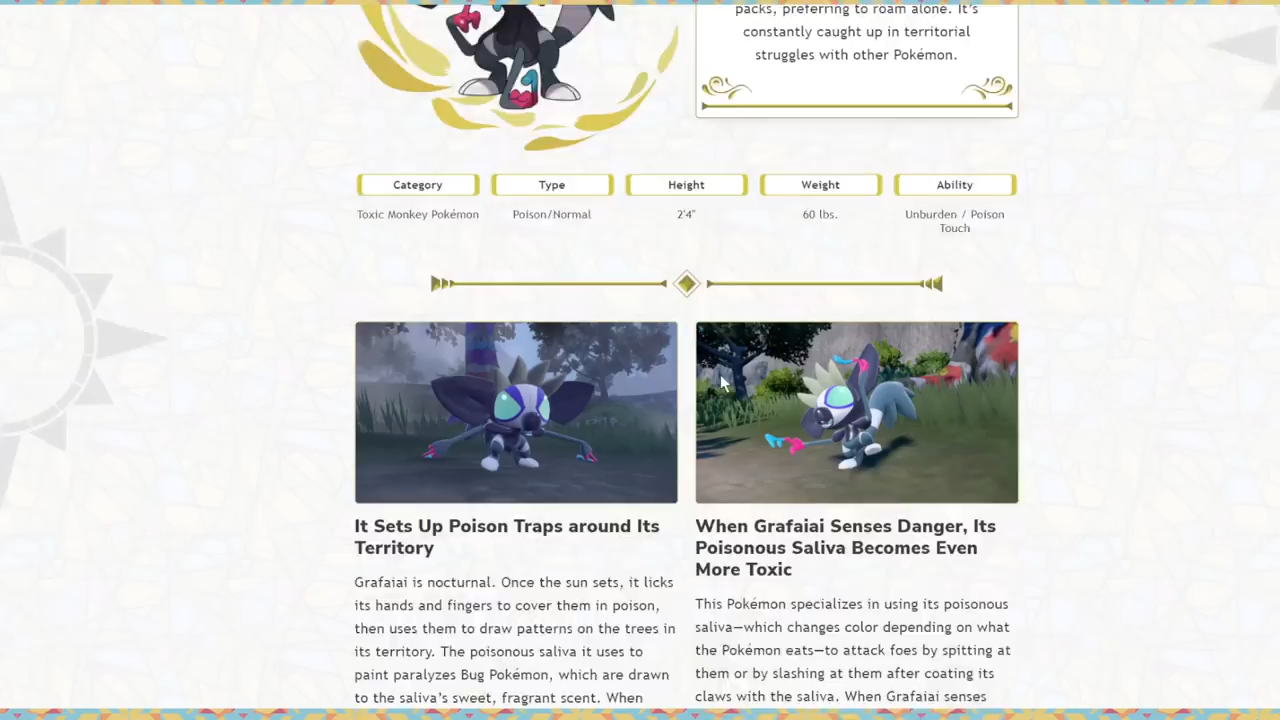 packs, preferring to roam alone. It's
constantly caught up in territorial
struggles with other Pokémon.
Category
Type
Height
Weight
Ability
Toxic Monkey Pokémon
Poison/Normal
2'4"
60 lbs.
Unburden / Poison
Touch
It Sets Up Poison Traps around Its
Territory
Grafaiai is nocturnal. Once the sun sets, it licks
its hands and fingers to cover them in poison,
then uses them to draw patterns on the trees in
its territory. The poisonous saliva it uses to
paint paralyzes Bug Pokémon, which are drawn
to the saliva's sweet, fragrant scent. When
When Grafaiai Senses Danger, Its
Poisonous Saliva Becomes Even
More Toxic
This Pokémon specializes in using its poisonous
saliva—which changes color depending on what
the Pokémon eats—to attack foes by spitting at
them or by slashing at them after coating its
claws with the saliva. When Grafaiai senses